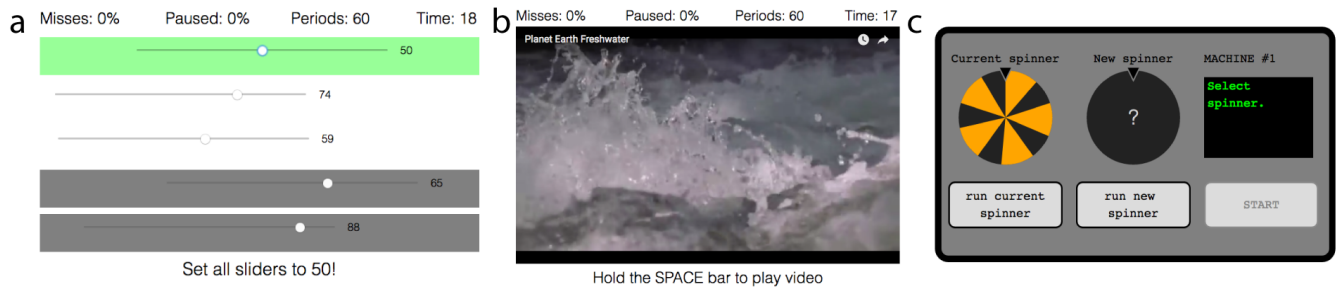 a
Misses: 0% Paused: 0% Periods: 60 Time: 18
50
74
59
65
88
Set all sliders to 50!
b
Misses: 0% Paused: 0% Periods: 60 Time: 17
Planet Earth Freshwater
Hold the SPACE bar to play video
c
Current spinner New spinner MACHINE #1
Select
spinner.
?
run current
spinner
run new
spinner
START